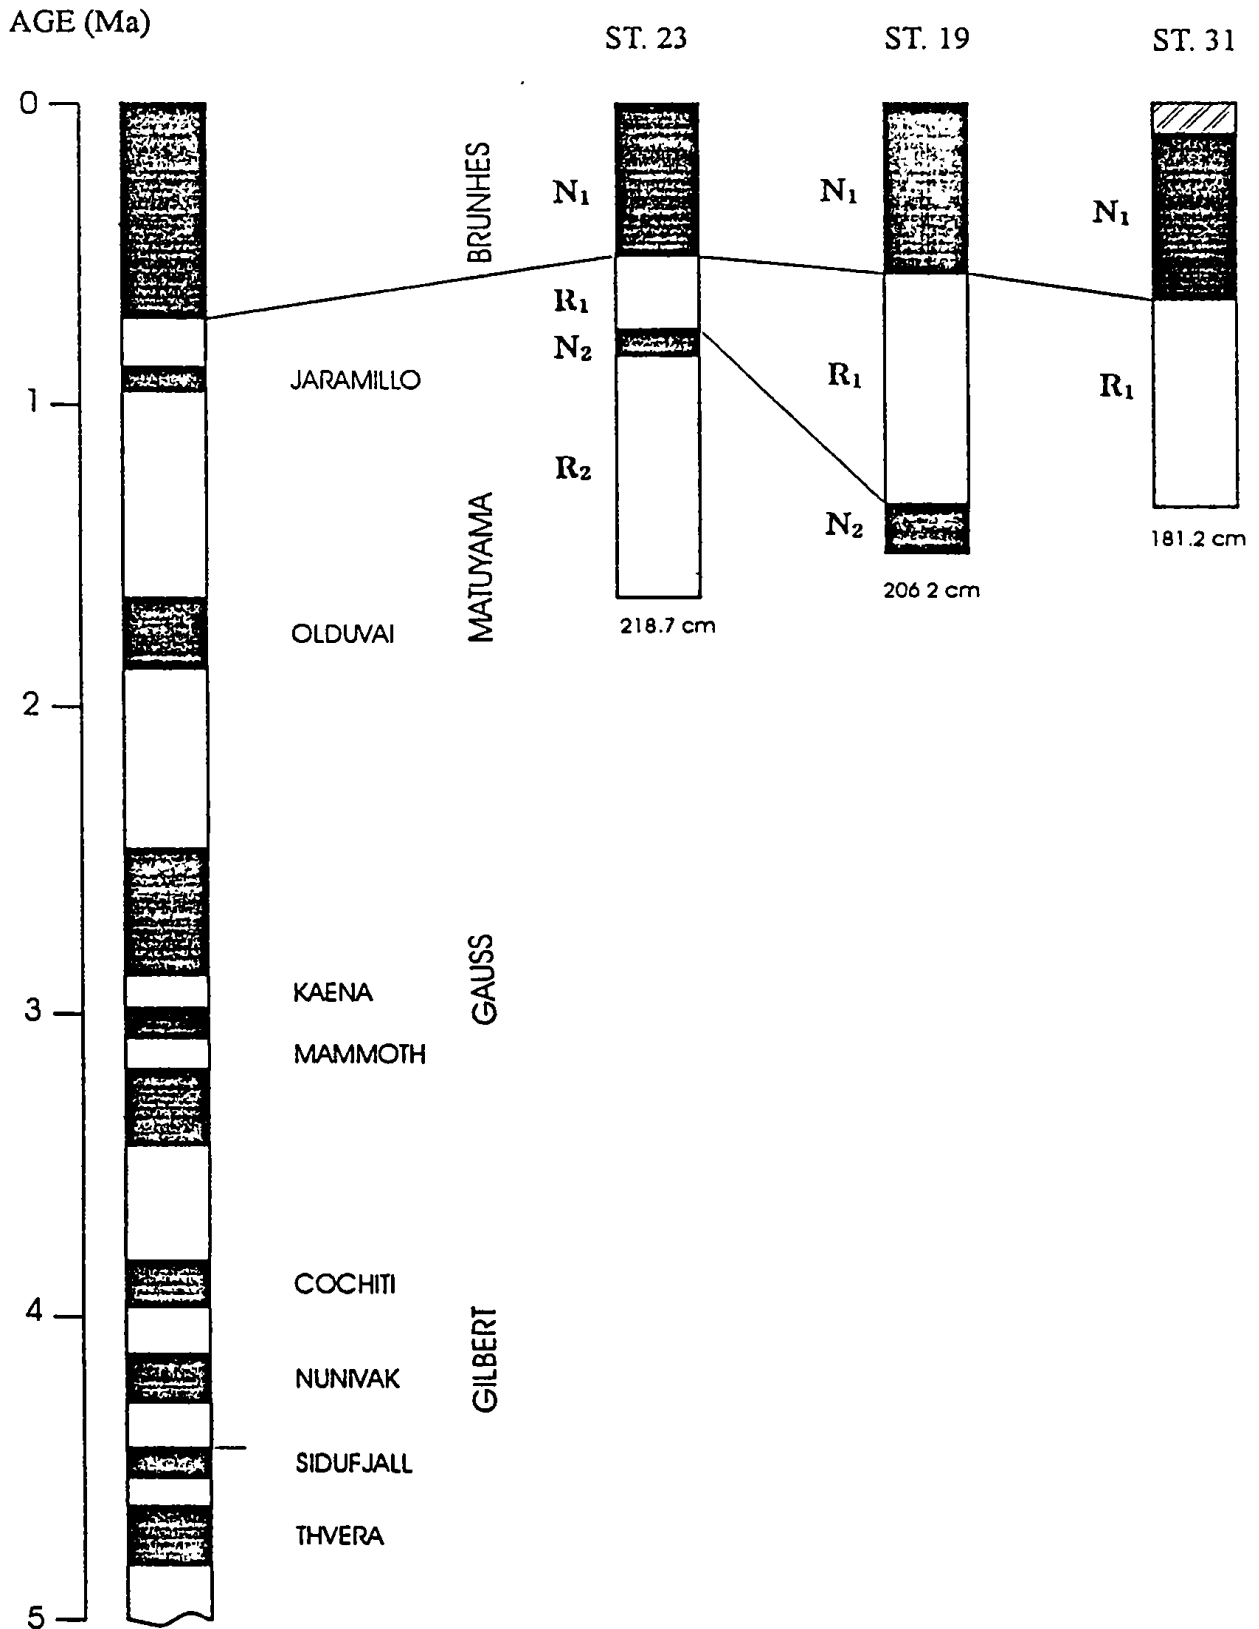 AGE (Ma)
ST. 23
ST. 19
ST. 31
0
BRUNHES
N1
N1
N1
R1
N2
JARAMILLO
1
R1
R1
R2
MATUYAMA
N2
181.2 cm
206 2 cm
218.7 cm
OLDUVAI
2
GAUSS
KAENA
3
MAMMOTH
COCHITI
4
GILBERT
NUNIVAK
SIDUFJALL
THVERA
5